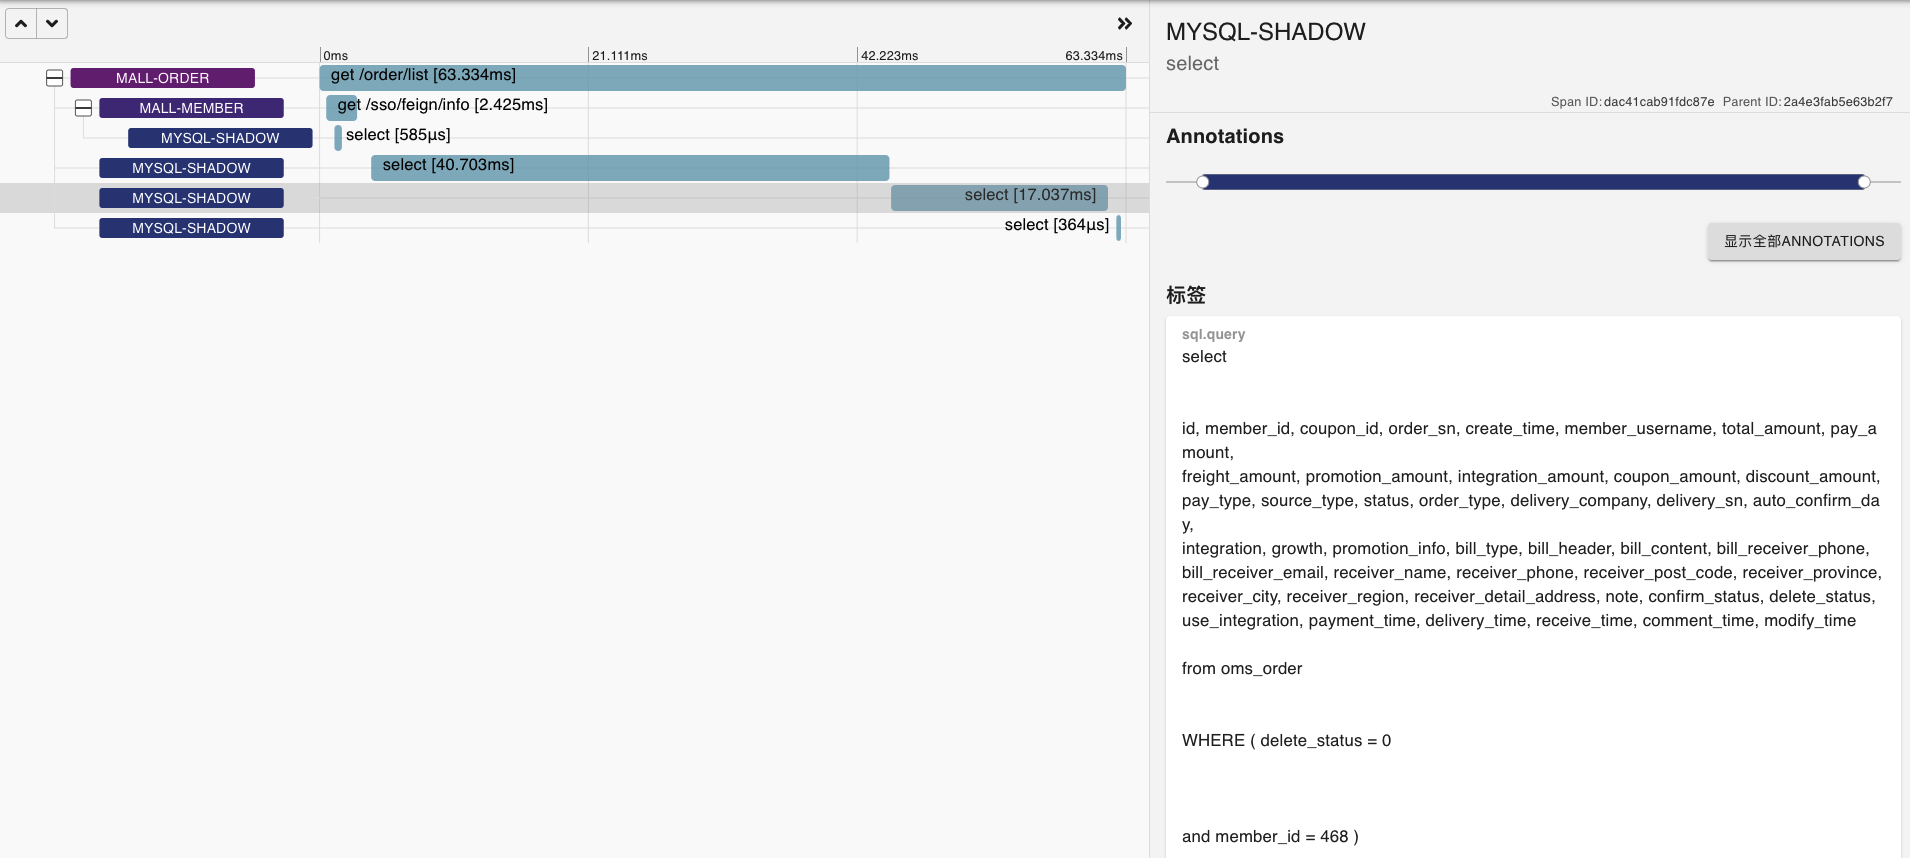 0ms
21.111ms
42.223ms
63.334ms
MALL-ORDER
get /order/list [63.334ms]
MALL-MEMBER
get /sso/feign/info [2.425ms]
MYSQL-SHADOW
select [585μs]
MYSQL-SHADOW
select [40.703ms]
MYSQL-SHADOW
select [17.037ms]
MYSQL-SHADOW
select [364μs]
MYSQL-SHADOW
select
Span ID: dac41cab91fdc87e Parent ID: 2a4e3fab5e63b2f7
Annotations
显示全部ANNOTATIONS
标签
sql.query
select
id, member_id, coupon_id, order_sn, create_time, member_username, total_amount, pay_a
mount,
freight_amount, promotion_amount, integration_amount, coupon_amount, discount_amount,
pay_type, source_type, status, order_type, delivery_company, delivery_sn, auto_confirm_da
y,
integration, growth, promotion_info, bill_type, bill_header, bill_content, bill_receiver_phone,
bill_receiver_email, receiver_name, receiver_phone, receiver_post_code, receiver_province,
receiver_city, receiver_region, receiver_detail_address, note, confirm_status, delete_status,
use_integration, payment_time, delivery_time, receive_time, comment_time, modify_time
from oms_order
WHERE ( delete_status = 0
and member_id = 468 )